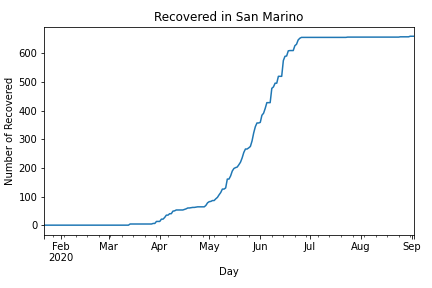 Recovered in San Marino
Number of Recovered
600
500
400
300
200
100
0
Feb
2020
Mar
Apr
May
Jun
Jul
Aug
Sep
Day